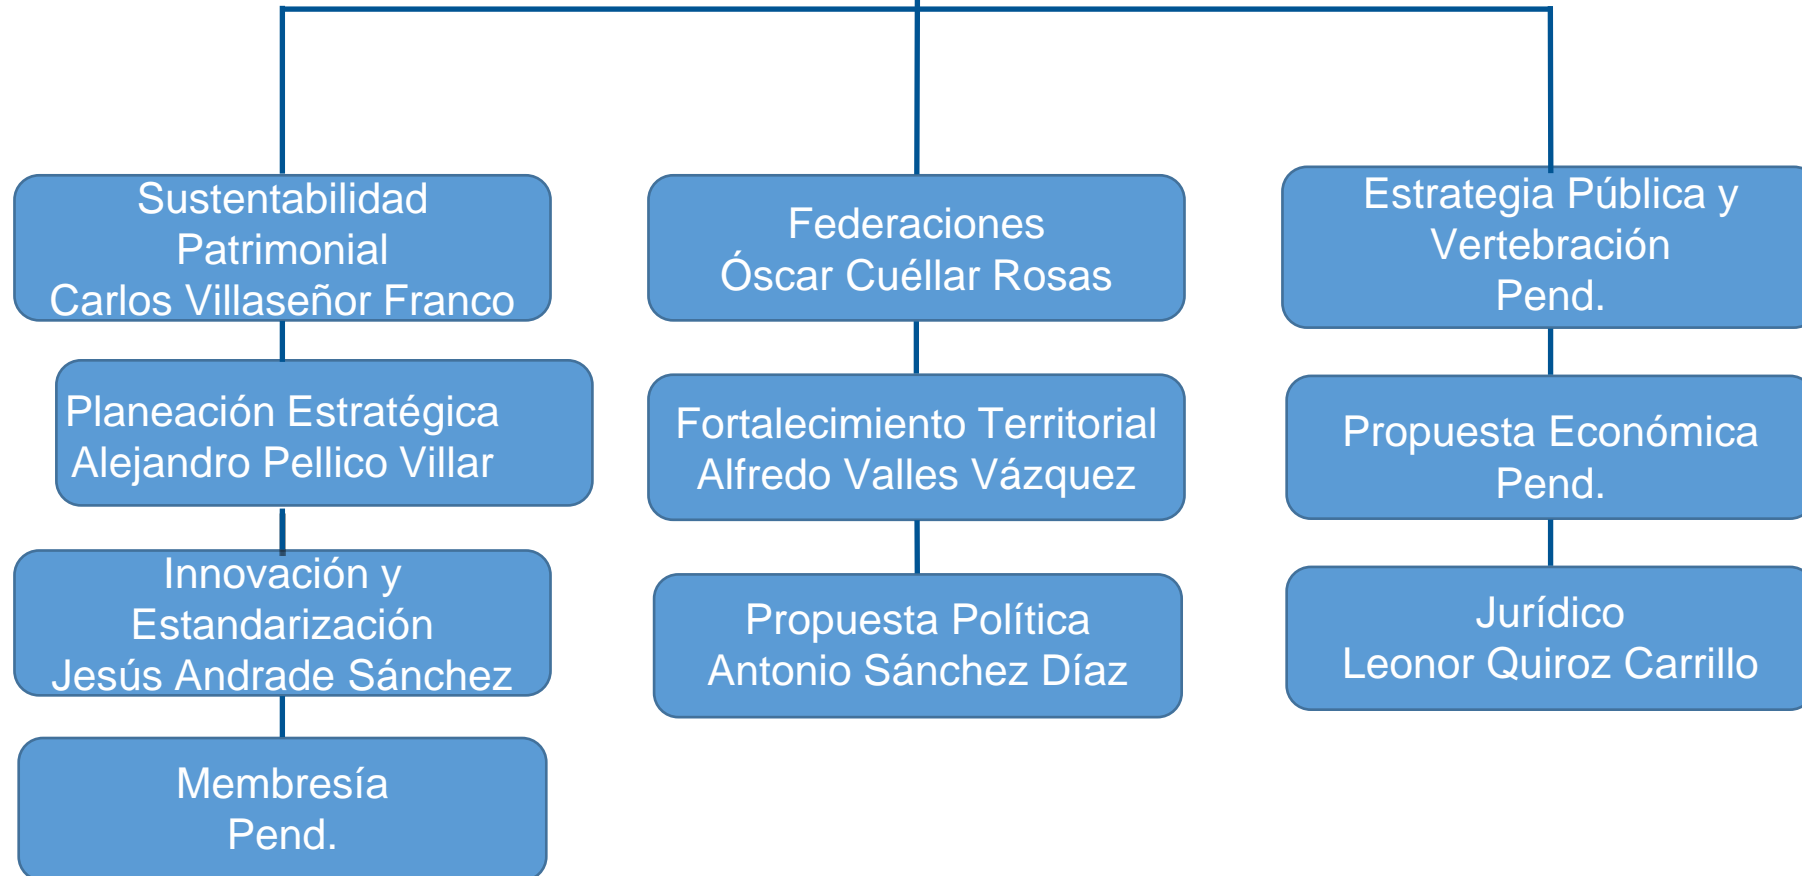 Sustentabilidad
Patrimonial
Carlos Villaseñor Franco
Planeación Estratégica
Alejandro Pellico Villar
Innovación y
Estandarización
Jesús Andrade Sánchez
Membresía
Pend.
Federaciones
Óscar Cuéllar Rosas
Fortalecimiento Territorial
Alfredo Valles Vázquez
Propuesta Política
Antonio Sánchez Díaz
Estrategia Pública y
Vertebración
Pend.
Propuesta Económica
Pend.
Jurídico
Leonor Quiroz Carrillo